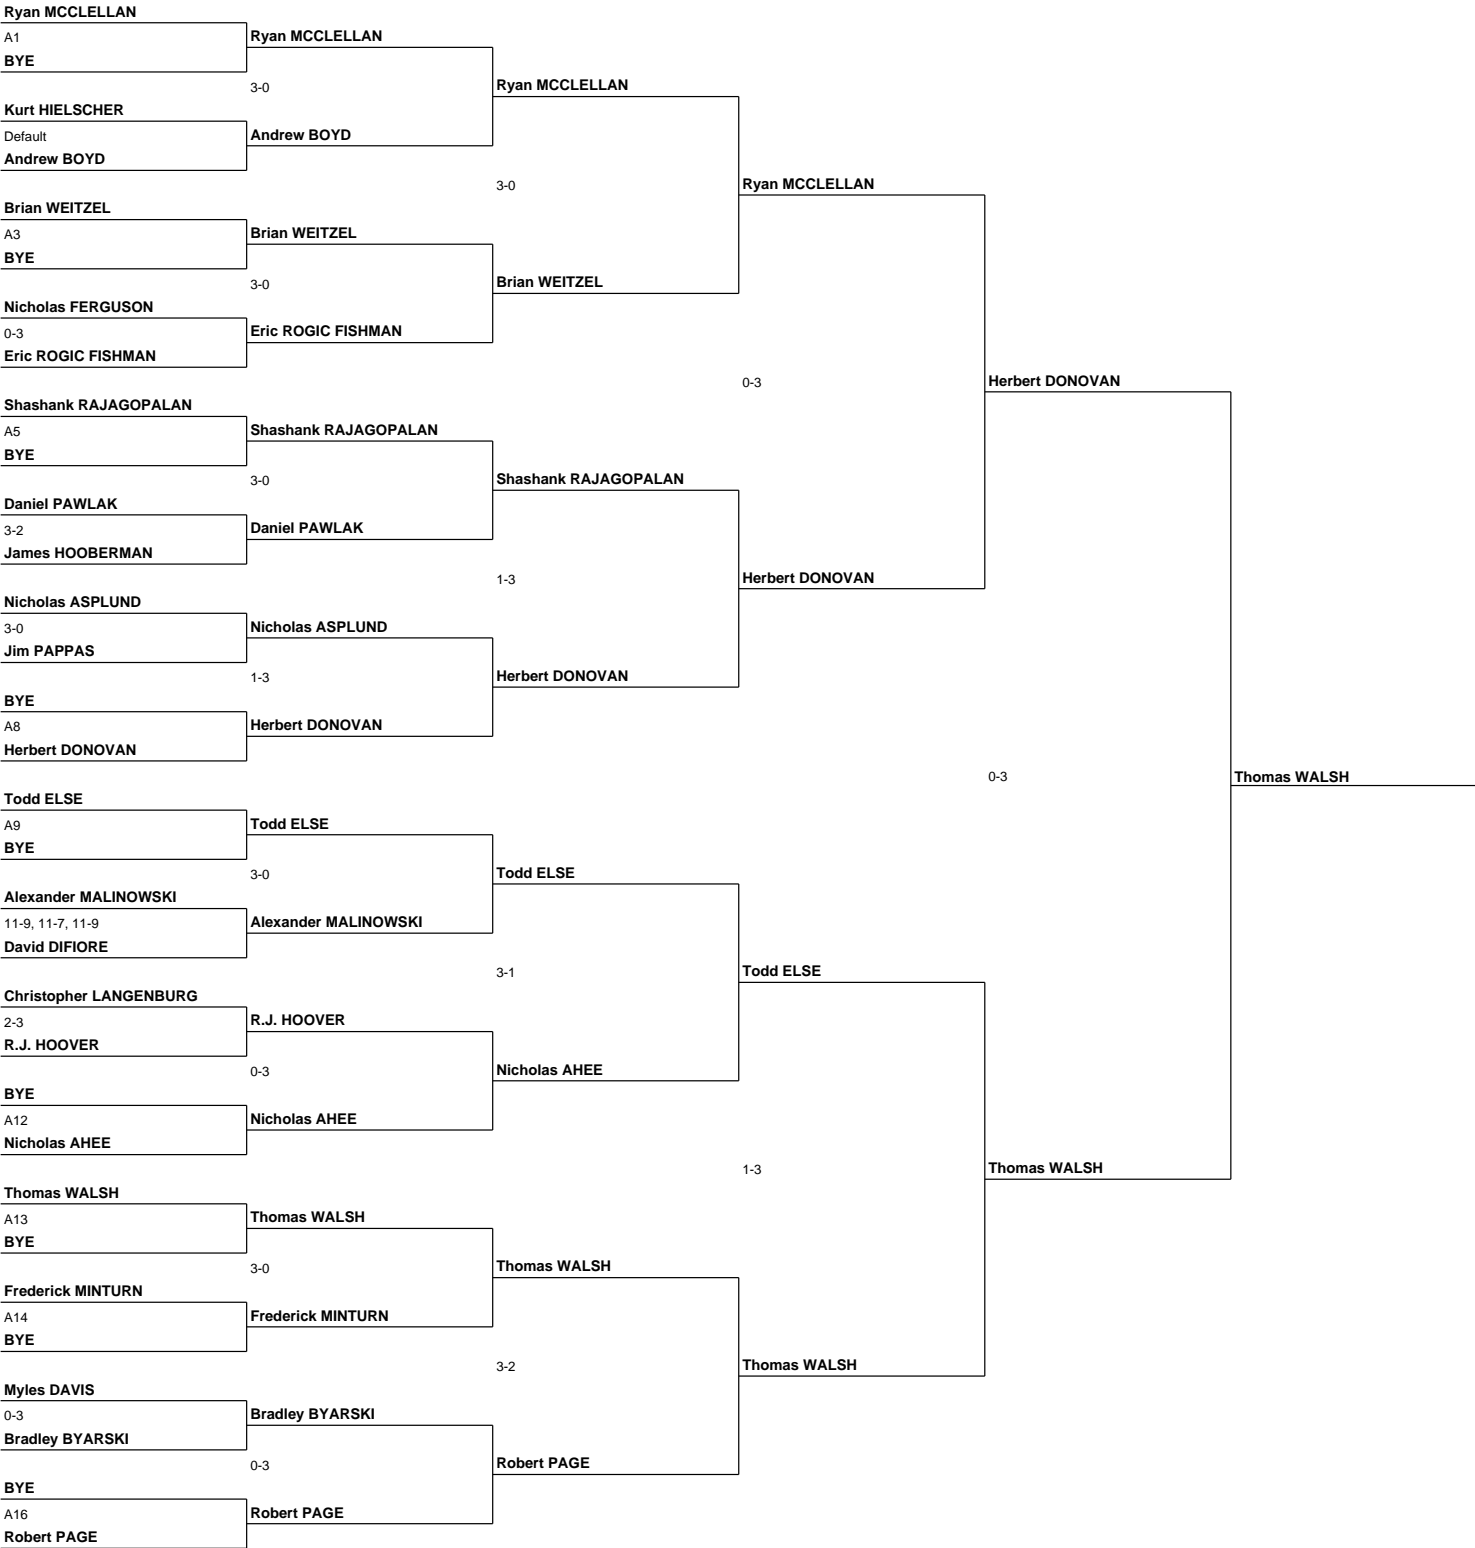 Ryan MCCLELLAN
A1
BYE
Kurt HIELSCHER
Default
Andrew BOYD
Brian WEITZEL
A3
BYE
Nicholas FERGUSON
0-3
Eric ROGIC FISHMAN
Shashank RAJAGOPALAN
A5
BYE
Daniel PAWLAK
3-2
James HOOBERMAN
Nicholas ASPLUND
3-0
Jim PAPPAS
BYE
A8
Herbert DONOVAN
Todd ELSE
A9
BYE
Alexander MALINOWSKI
11-9, 11-7, 11-9
David DIFIORE
Christopher LANGENBURG
2-3
R.J. HOOVER
BYE
A12
Nicholas AHEE
Thomas WALSH
A13
BYE
Frederick MINTURN
A14
BYE
Myles DAVIS
0-3
Bradley BYARSKI
BYE
A16
Robert PAGE
Ryan MCCLELLAN
3-0
Andrew BOYD
Brian WEITZEL
3-0
Eric ROGIC FISHMAN
Shashank RAJAGOPALAN
3-0
Daniel PAWLAK
Nicholas ASPLUND
1-3
Herbert DONOVAN
Todd ELSE
3-0
Alexander MALINOWSKI
R.J. HOOVER
0-3
Nicholas AHEE
Thomas WALSH
3-0
Frederick MINTURN
Bradley BYARSKI
0-3
Robert PAGE
Ryan MCCLELLAN
3-0
Brian WEITZEL
Shashank RAJAGOPALAN
1-3
Herbert DONOVAN
Todd ELSE
3-1
Nicholas AHEE
Thomas WALSH
3-2
Robert PAGE
Ryan MCCLELLAN
0-3
Herbert DONOVAN
Todd ELSE
1-3
Thomas WALSH
Herbert DONOVAN
0-3
Thomas WALSH
Thomas WALSH